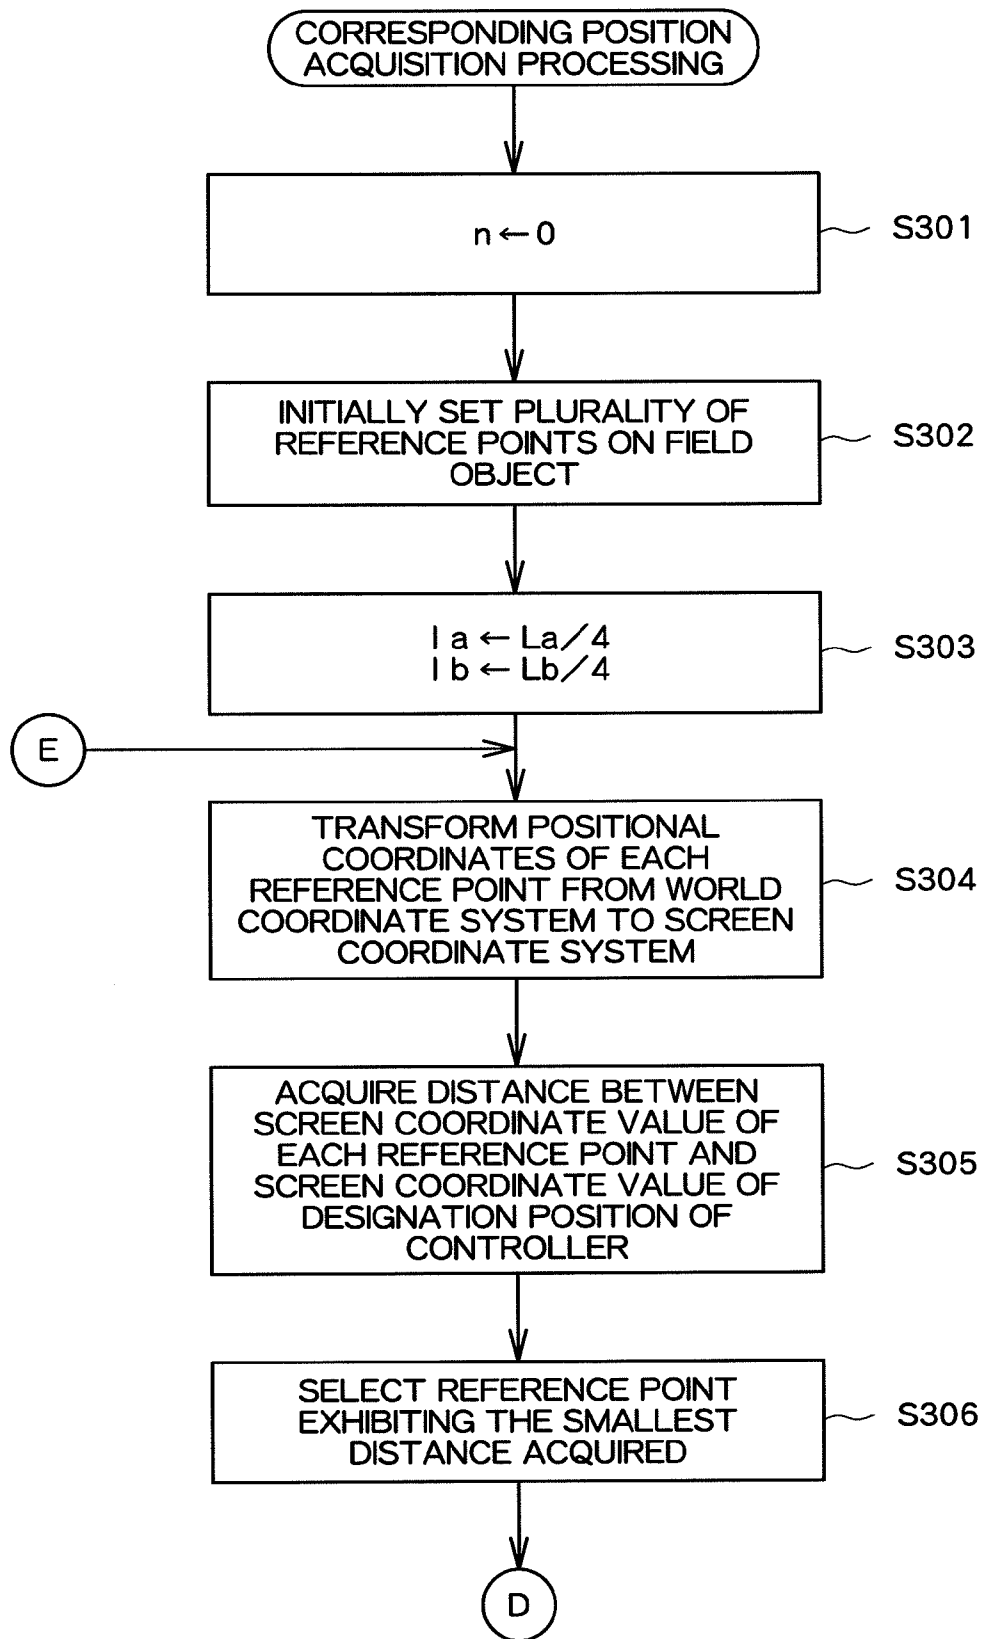 CORRESPONDING POSITION
ACQUISITION PROCESSING
n ← 0
S301
INITIALLY SET PLURALITY OF
REFERENCE POINTS ON FIELD
OBJECT
S302
l a ← La/4
l b ← Lb/4
S303
E
TRANSFORM POSITIONAL
COORDINATES OF EACH
REFERENCE POINT FROM WORLD
COORDINATE SYSTEM TO SCREEN
COORDINATE SYSTEM
S304
ACQUIRE DISTANCE BETWEEN
SCREEN COORDINATE VALUE OF
EACH REFERENCE POINT AND
SCREEN COORDINATE VALUE OF
DESIGNATION POSITION OF
CONTROLLER
S305
SELECT REFERENCE POINT
EXHIBITING THE SMALLEST
DISTANCE ACQUIRED
S306
D